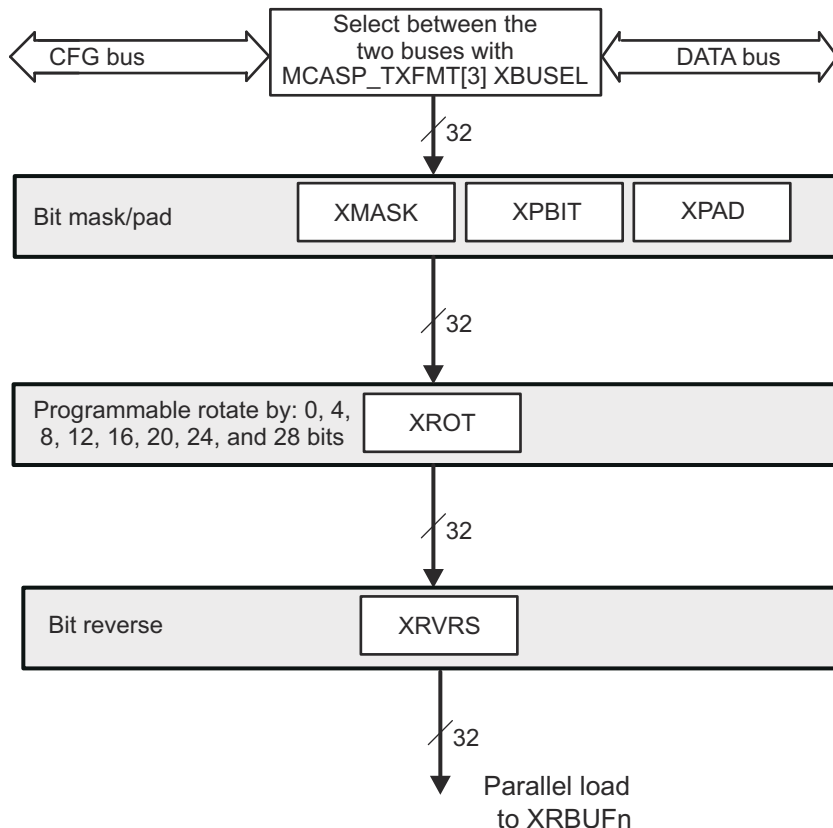 Select between the
two buses with
MCASP_TXFMT[3] XBUSEL
CFG bus
DATA bus
32
Bit mask/pad
XMASK
XPBIT
XPAD
32
Programmable rotate by: 0, 4,
8, 12, 16, 20, 24, and 28 bits
XROT
32
Bit reverse
XRVRS
32
Parallel load
to XRBUFn